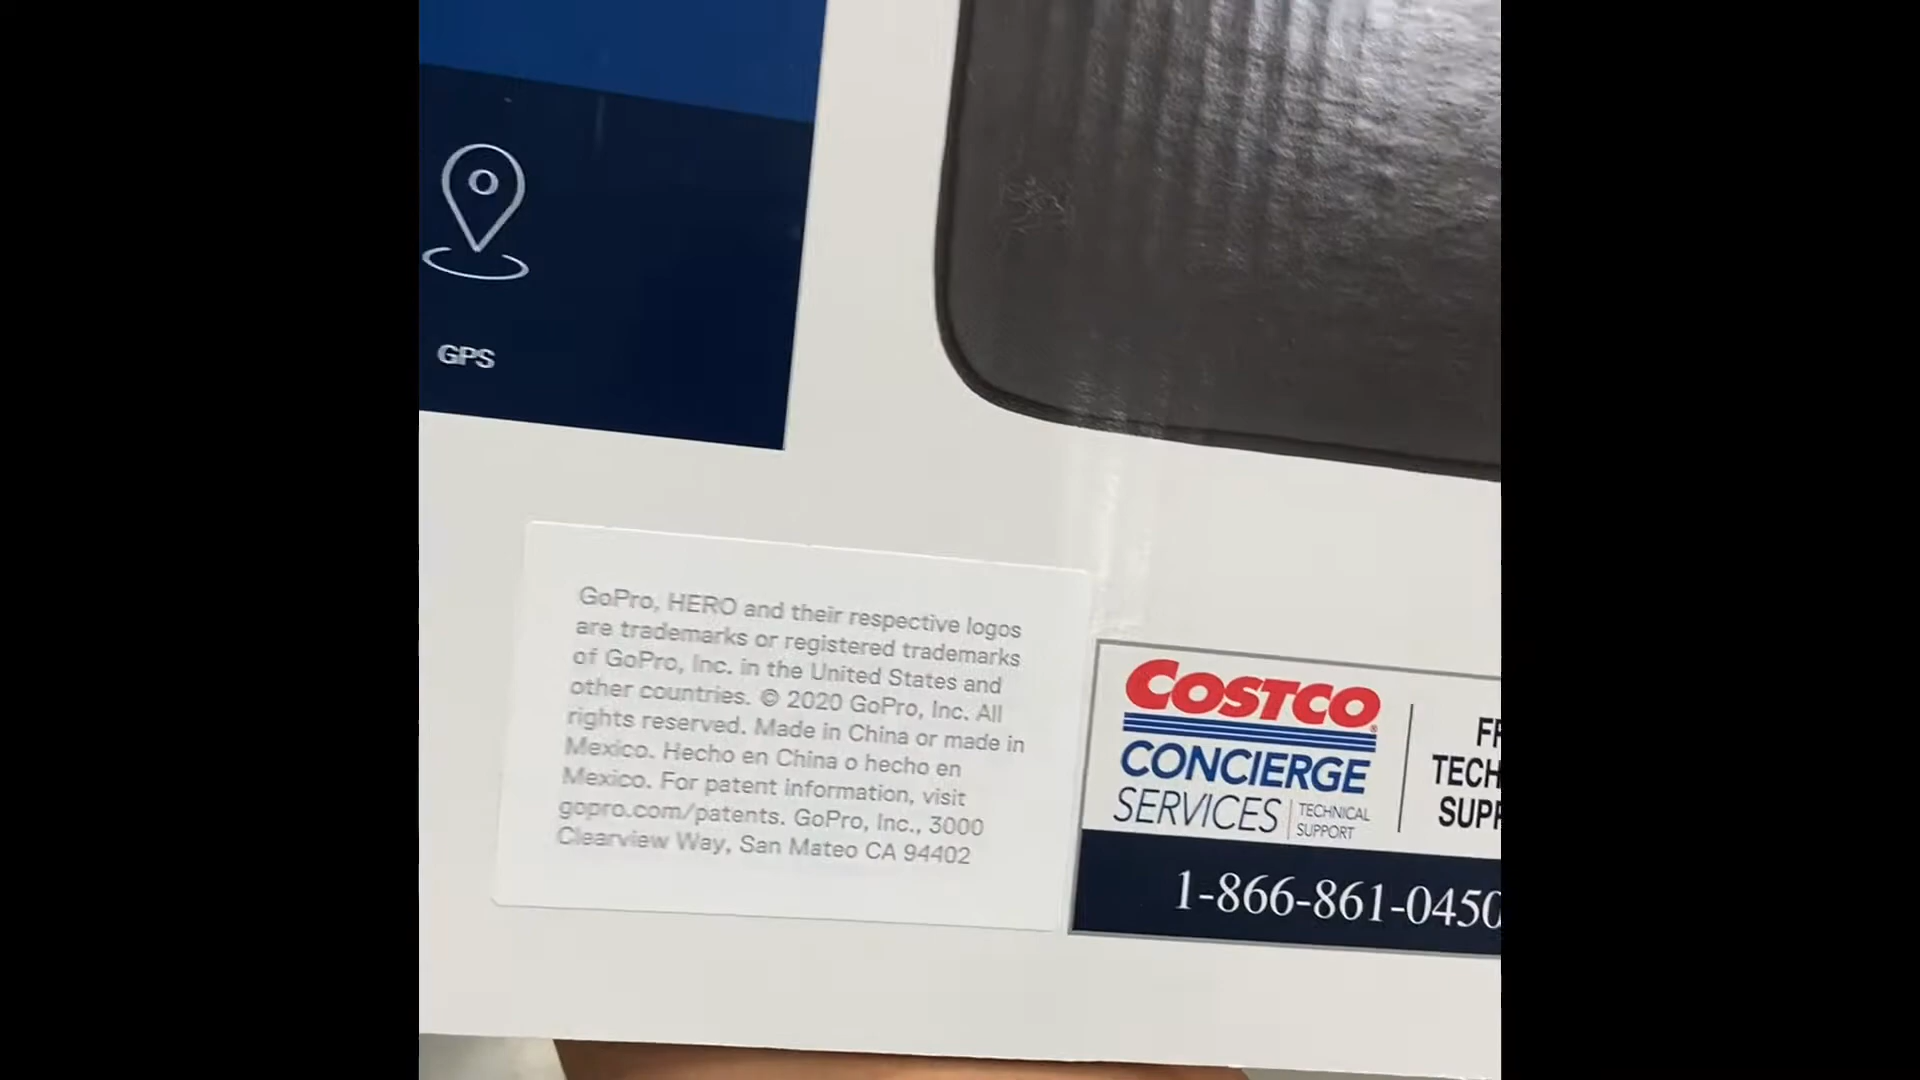 GPS
GoPro, HERO and their respective logos
are trademarks or registered trademarks
of GoPro, Inc. in the United States and
other countries. © 2020 GoPro, Inc. All
rights reserved. Made in China or made in
Mexico. Hecho en China o hecho en
Mexico. For patent information, visit
gopro.com/patents. GoPro, Inc., 3000
Clearview Way, San Mateo CA 94402
COSTCO
CONCIERGE
SERVICES
TECHNICAL
SUPPORT
1-866-861-0450